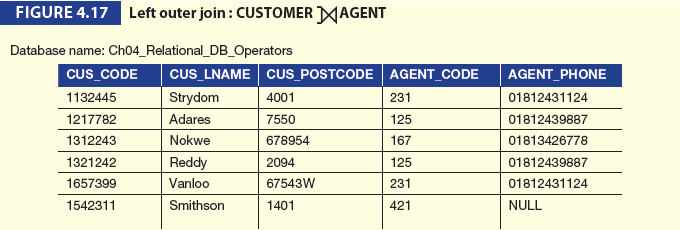 FIGURE 4.17 Left outer join : CUSTOMER ⟕ AGENT
Database name: Ch04_Relational_DB_Operators
CUS_CODE CUS_LNAME CUS_POSTCODE AGENT_CODE AGENT_PHONE
1132445 Strydom 4001 231 01812431124
1217782 Adares 7550 125 01812439887
1312243 Nokwe 678954 167 01813426778
1321242 Reddy 2094 125 01812439887
1657399 Vanloo 67543W 231 01812431124
1542311 Smithson 1401 421 NULL